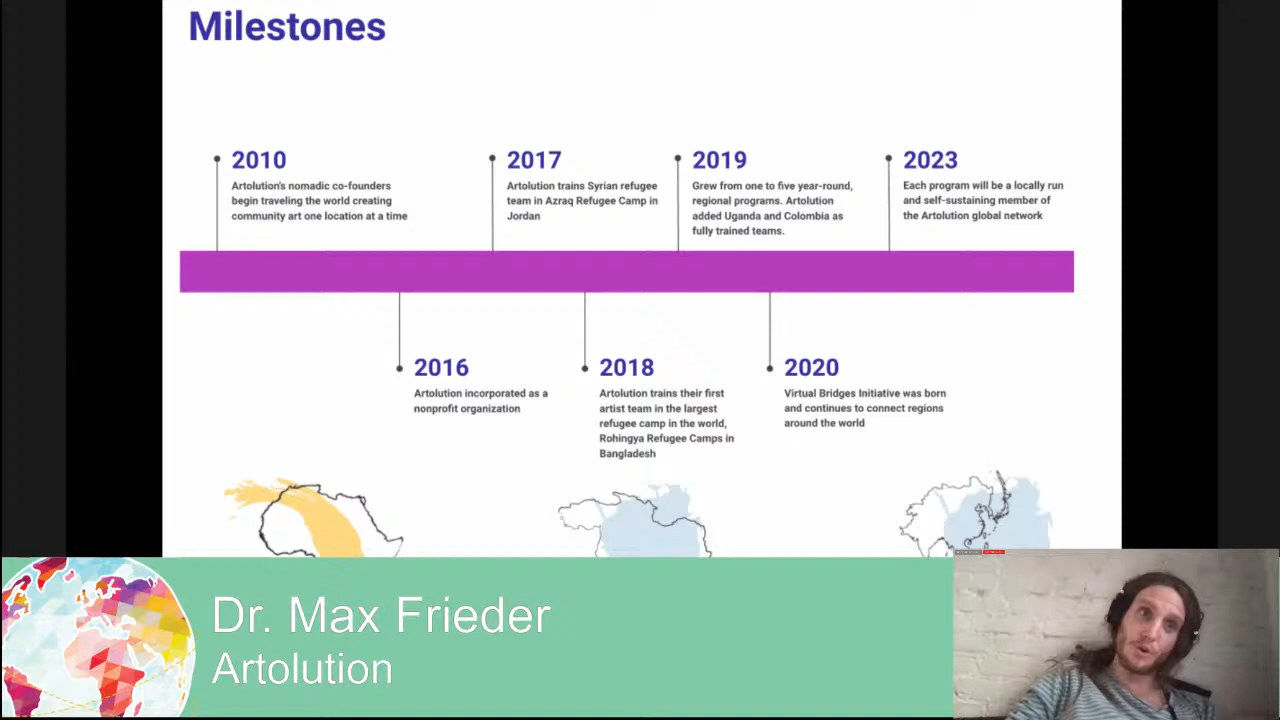 Milestones
2010
Artolution's nomadic co-founders
begin traveling the world creating
community art one location at a time
2017
Artolution trains Syrian refugee
team in Azraq Refugee Camp in
Jordan
2019
Grew from one to five year-round,
regional programs. Artolution
added Uganda and Colombia as
fully trained teams.
2023
Each program will be a locally run
and self-sustaining member of
the Artolution global network
2016
Artolution incorporated as a
nonprofit organization
2018
Artolution trains their first
artist team in the largest
refugee camp in the world,
Rohingya Refugee Camps in
Bangladesh
2020
Virtual Bridges Initiative was born
and continues to connect regions
around the world
Dr. Max Frieder
Artolution